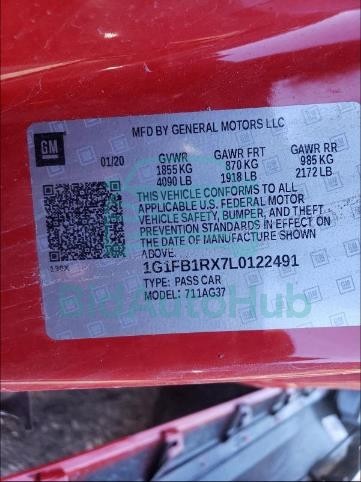 MFD BY GENERAL MOTORS LLC
GM
01/20 GVWR GAWR FRT GAWR RR
1855 KG 870 KG 985 KG
4090 LB 1918 LB 2172 LB
THIS VEHICLE CONFORMS TO ALL
APPLICABLE U.S. FEDERAL MOTOR
VEHICLE SAFETY, BUMPER, AND THEFT
PREVENTION STANDARDS IN EFFECT ON
THE DATE OF MANUFACTURE SHOWN
ABOVE.
1G1FB1RX7L0122491
TYPE: PASS CAR
MODEL: 711AG37
BidAutoHub